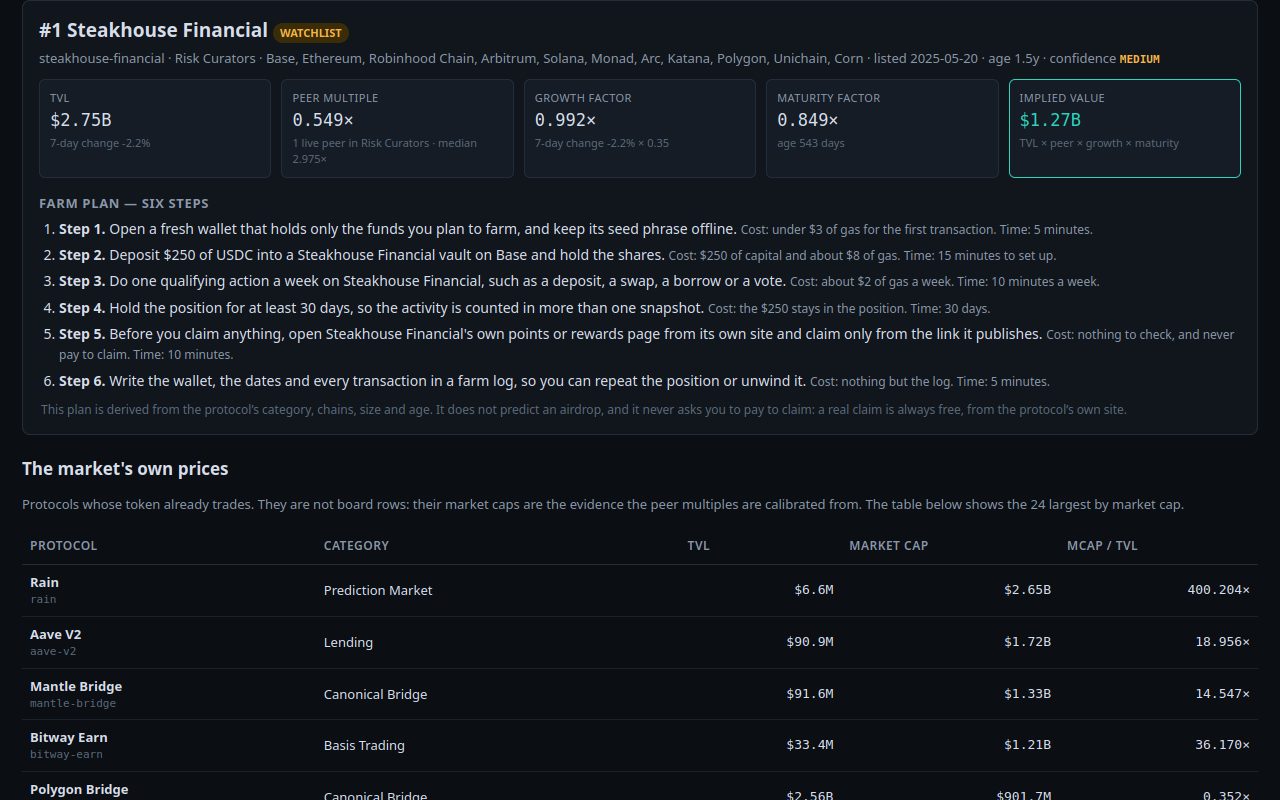 #1 Steakhouse Financial WATCHLIST
steakhouse-financial · Risk Curators · Base, Ethereum, Robinhood Chain, Arbitrum, Solana, Monad, Arc, Katana, Polygon, Unichain, Corn · listed 2025-05-20 · age 1.5y · confidence MEDIUM
TVL
$2.75B
7-day change -2.2%
PEER MULTIPLE
0.549×
1 live peer in Risk Curators · median
2.975×
GROWTH FACTOR
0.992×
7-day change -2.2% × 0.35
MATURITY FACTOR
0.849×
age 543 days
IMPLIED VALUE
$1.27B
TVL × peer × growth × maturity
FARM PLAN — SIX STEPS
1. Step 1. Open a fresh wallet that holds only the funds you plan to farm, and keep its seed phrase offline. Cost: under $3 of gas for the first transaction. Time: 5 minutes.
2. Step 2. Deposit $250 of USDC into a Steakhouse Financial vault on Base and hold the shares. Cost: $250 of capital and about $8 of gas. Time: 15 minutes to set up.
3. Step 3. Do one qualifying action a week on Steakhouse Financial, such as a deposit, a swap, a borrow or a vote. Cost: about $2 of gas a week. Time: 10 minutes a week.
4. Step 4. Hold the position for at least 30 days, so the activity is counted in more than one snapshot. Cost: the $250 stays in the position. Time: 30 days.
5. Step 5. Before you claim anything, open Steakhouse Financial's own points or rewards page from its own site and claim only from the link it publishes. Cost: nothing to check, and never
pay to claim. Time: 10 minutes.
6. Step 6. Write the wallet, the dates and every transaction in a farm log, so you can repeat the position or unwind it. Cost: nothing but the log. Time: 5 minutes.
This plan is derived from the protocol's category, chains, size and age. It does not predict an airdrop, and it never asks you to pay to claim: a real claim is always free, from the protocol's own site.
The market's own prices
Protocols whose token already trades. They are not board rows: their market caps are the evidence the peer multiples are calibrated from. The table below shows the 24 largest by market cap.
PROTOCOL CATEGORY TVL MARKET CAP MCAP / TVL
Rain
rain
Prediction Market $6.6M $2.65B 400.204×
Aave V2
aave-v2
Lending $90.9M $1.72B 18.956×
Mantle Bridge
mantle-bridge
Canonical Bridge $91.6M $1.33B 14.547×
Bitway Earn
bitway-earn
Basis Trading $33.4M $1.21B 36.170×
Polygon Bridge
Canonical Bridge $2.56B $901.7M 0.352×